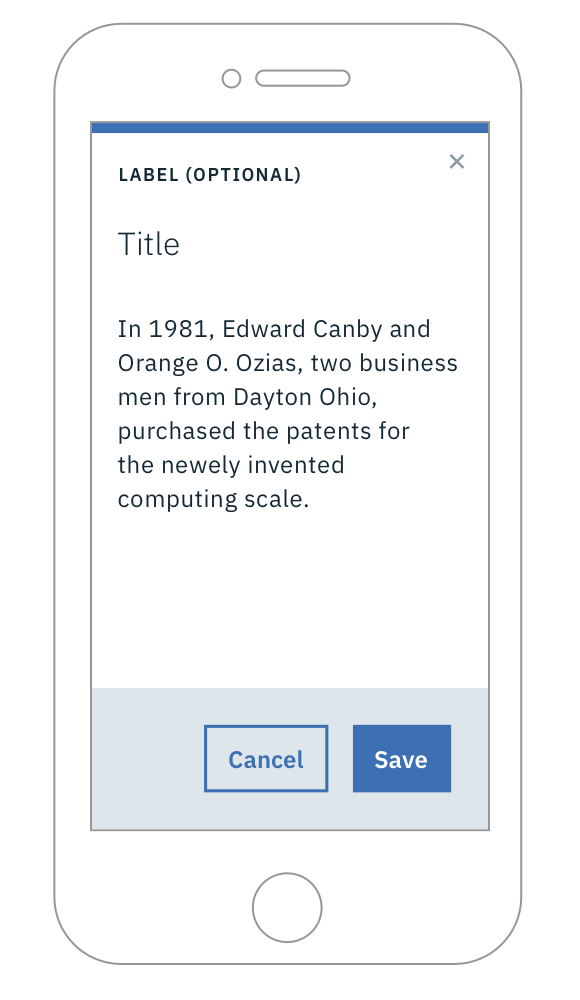 LABEL (OPTIONAL)
Title
In 1981, Edward Canby and
Orange O. Ozias, two business
men from Dayton Ohio,
purchased the patents for
the newely invented
computing scale.
Cancel
Save